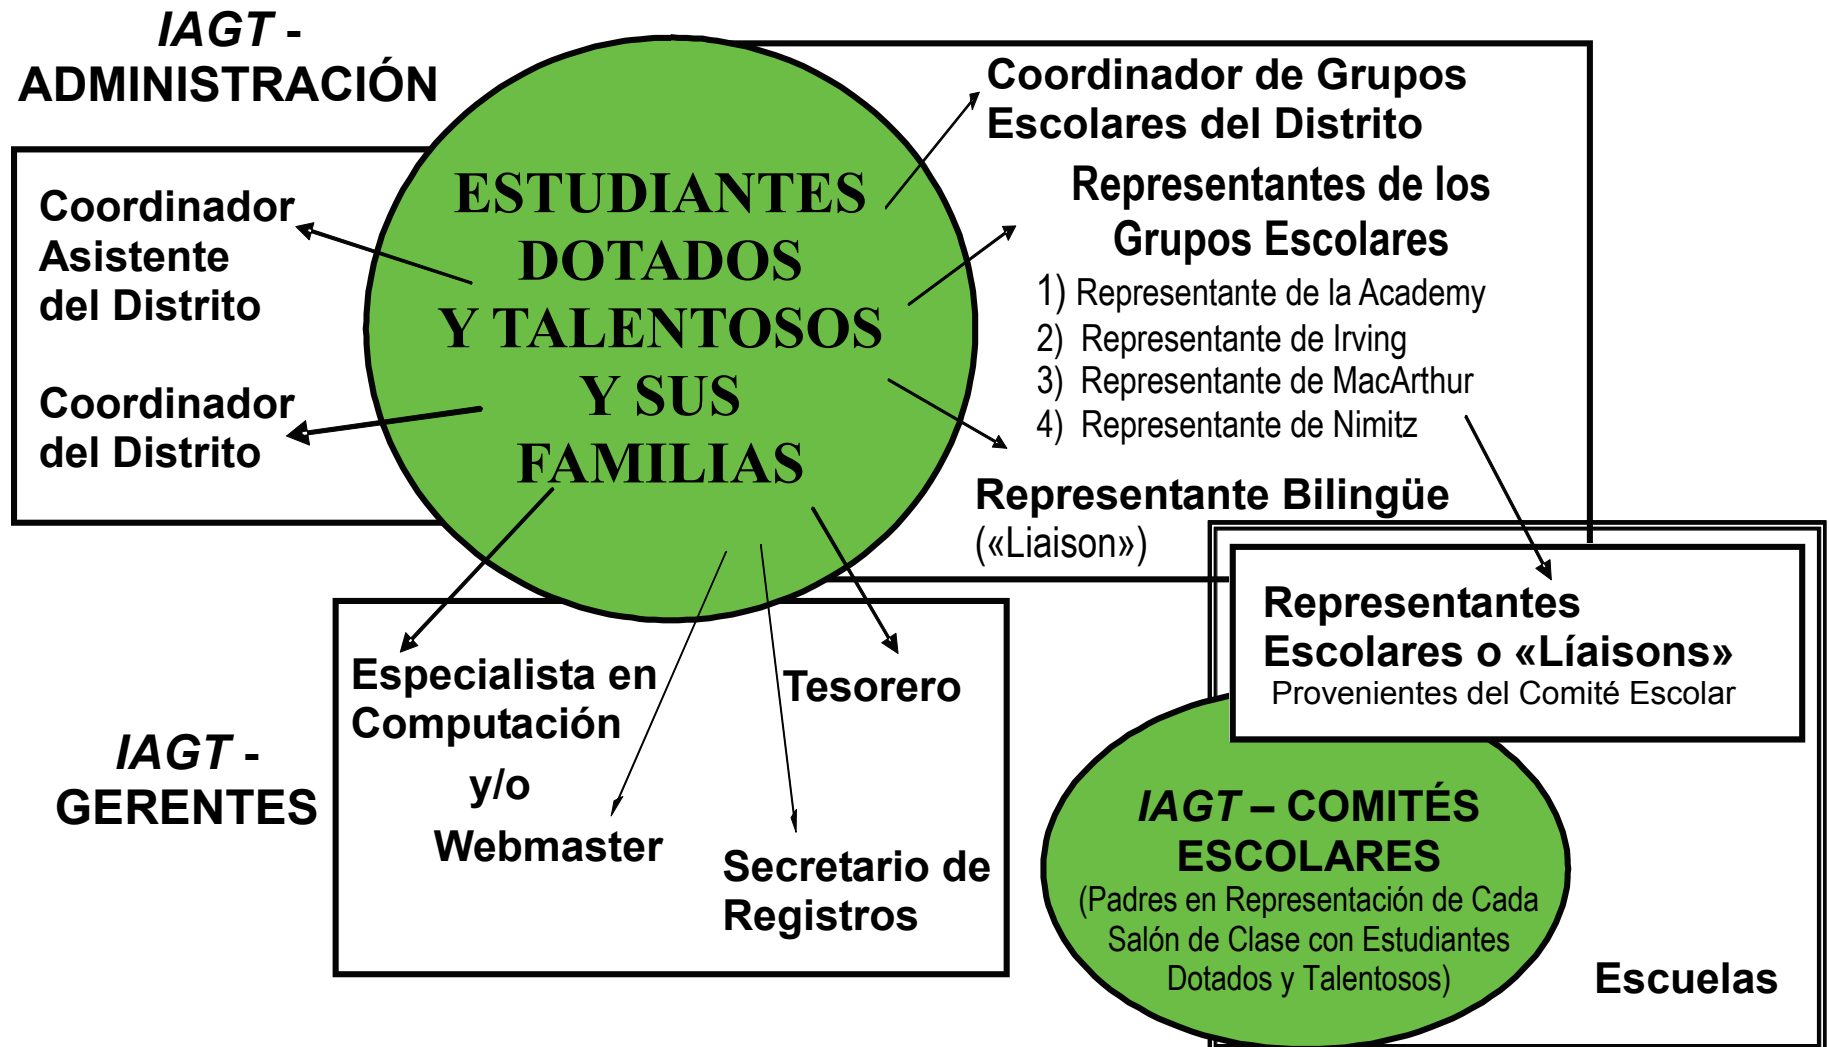 IAGT -
ADMINISTRACIÓN
Coordinador
Asistente
del Distrito
Coordinador
del Distrito
ESTUDIANTES
DOTADOS
Y TALENTOSOS
Y SUS
FAMILIAS
Coordinador de Grupos
Escolares del Distrito
Representantes de los
Grupos Escolares
1) Representante de la Academy
2) Representante de Irving
3) Representante de MacArthur
4) Representante de Nimitz
Representante Bilingüe
(«Liaison»)
IAGT -
GERENTES
Especialista en
Computación
y/o
Webmaster
Tesorero
Secretario de
Registros
Representantes
Escolares o «Líaisons»
Provenientes del Comité Escolar
IAGT – COMITÉS
ESCOLARES
(Padres en Representación de Cada
Salón de Clase con Estudiantes
Dotados y Talentosos)
Escuelas